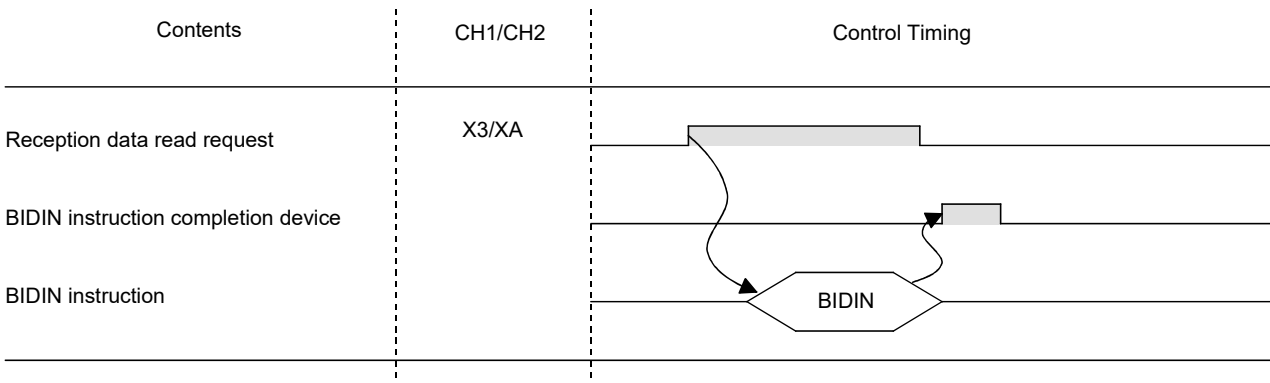 Contents CH1/CH2 Control Timing
Reception data read request X3/XA
BIDIN instruction completion device
BIDIN instruction BIDIN